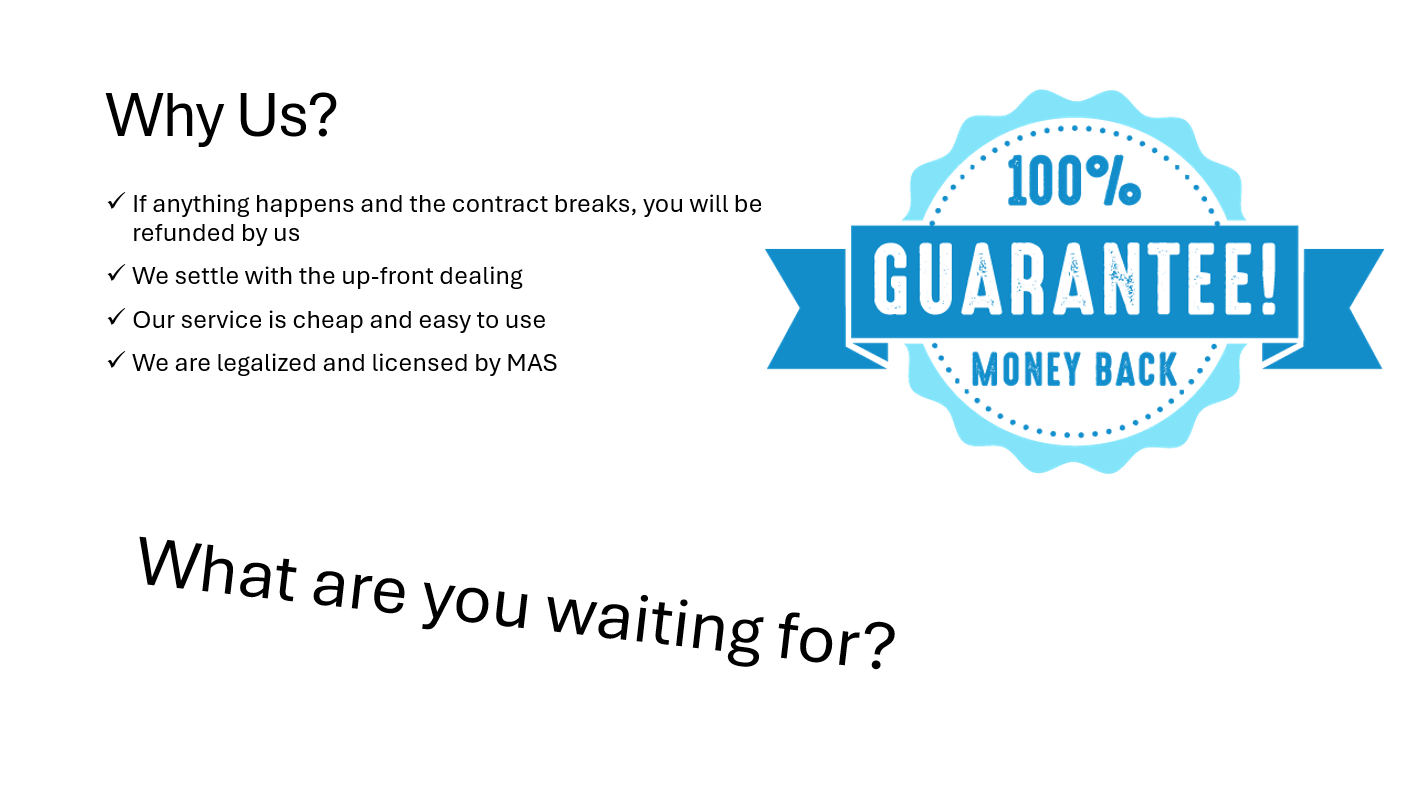 Why Us?
✓ If anything happens and the contract breaks, you will be
refunded by us
✓ We settle with the up-front dealing
✓ Our service is cheap and easy to use
✓ We are legalized and licensed by MAS
100%
GUARANTEE!
MONEY BACK
What are you waiting for?